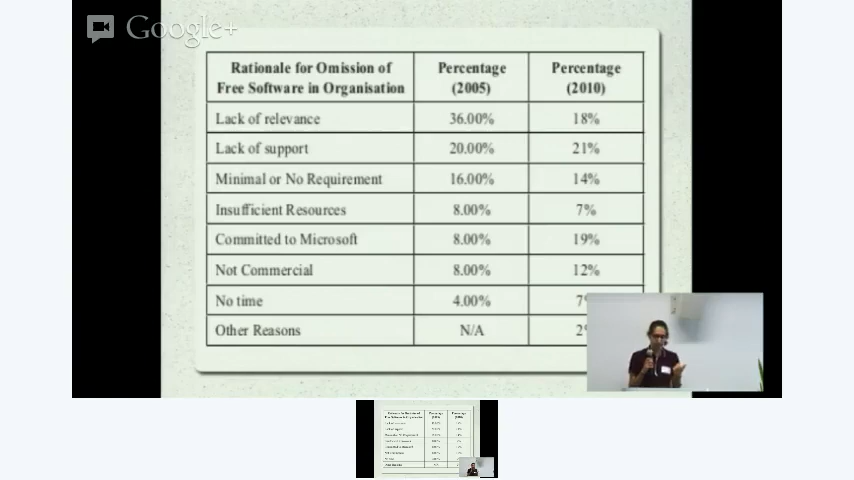 Google+
Rationale for Omission of Free Software in Organisation Percentage (2005) Percentage (2010)
Lack of relevance 36.00% 18%
Lack of support 20.00% 21%
Minimal or No Requirement 16.00% 14%
Insufficient Resources 8.00% 7%
Committed to Microsoft 8.00% 19%
Not Commercial 8.00% 12%
No time 4.00% 7
Other Reasons N/A 2